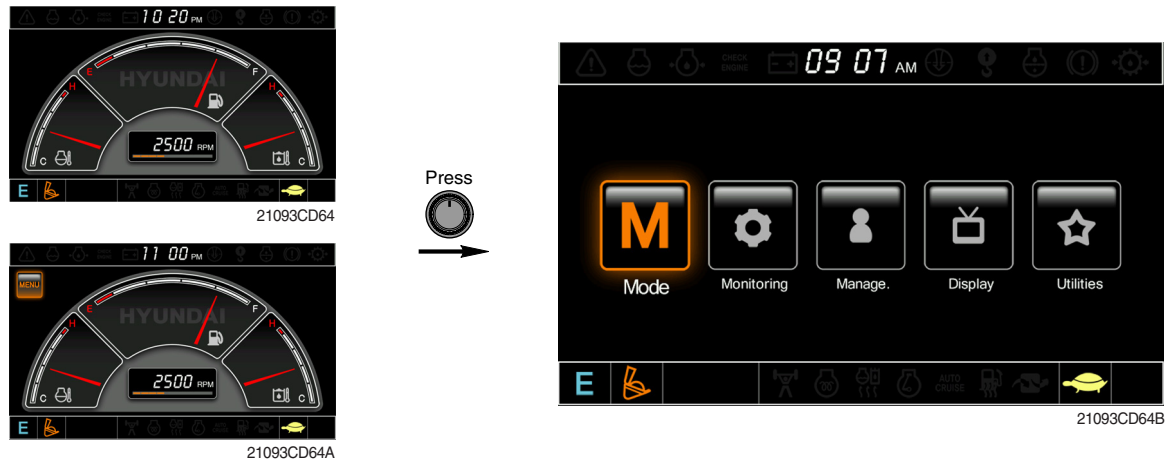 10 20 PM
E
F
HYUNDAI
H
H
2500 RPM
C
C
E
21093CD64
11 00 PM
MENU
E
F
HYUNDAI
H
H
2500 RPM
C
C
E
21093CD64A
Press
CHECK
ENGINE
09 07 AM
M
Mode
Monitoring
Manage.
Display
Utilities
E
AUTO
CRUISE
21093CD64B